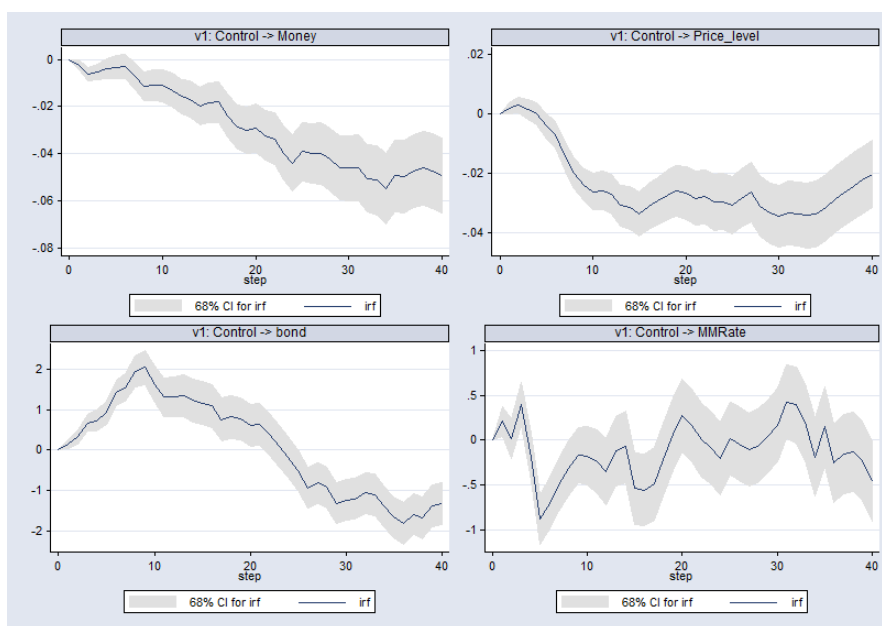 v1: Control -> Money
0
-.02
-.04
-.06
-.08
0 10 20 30 40
step
68% CI for irf irf
v1: Control -> Price_level
.02
0
-.02
-.04
0 10 20 30 40
step
68% CI for irf irf
v1: Control -> bond
2
1
0
-1
-2
0 10 20 30 40
step
68% CI for irf irf
v1: Control -> MMRate
1
.5
0
-.5
-1
0 10 20 30 40
step
68% CI for irf irf